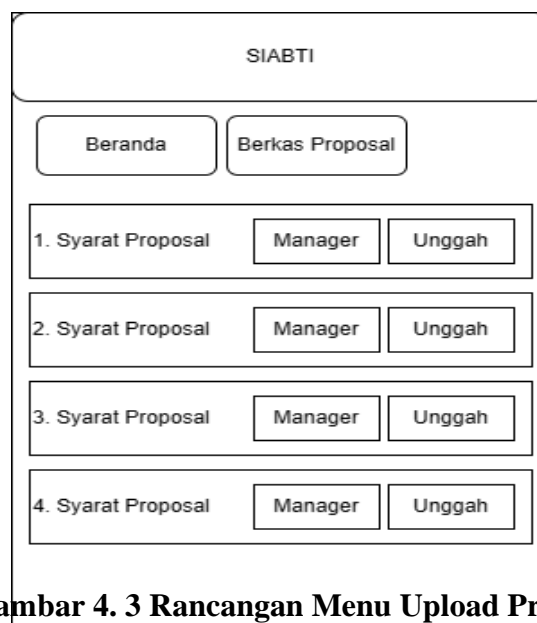 SIABTI
Beranda Berkas Proposal
1. Syarat Proposal Manager Unggah
2. Syarat Proposal Manager Unggah
3. Syarat Proposal Manager Unggah
4. Syarat Proposal Manager Unggah
ambar 4. 3 Rancangan Menu Upload Pr